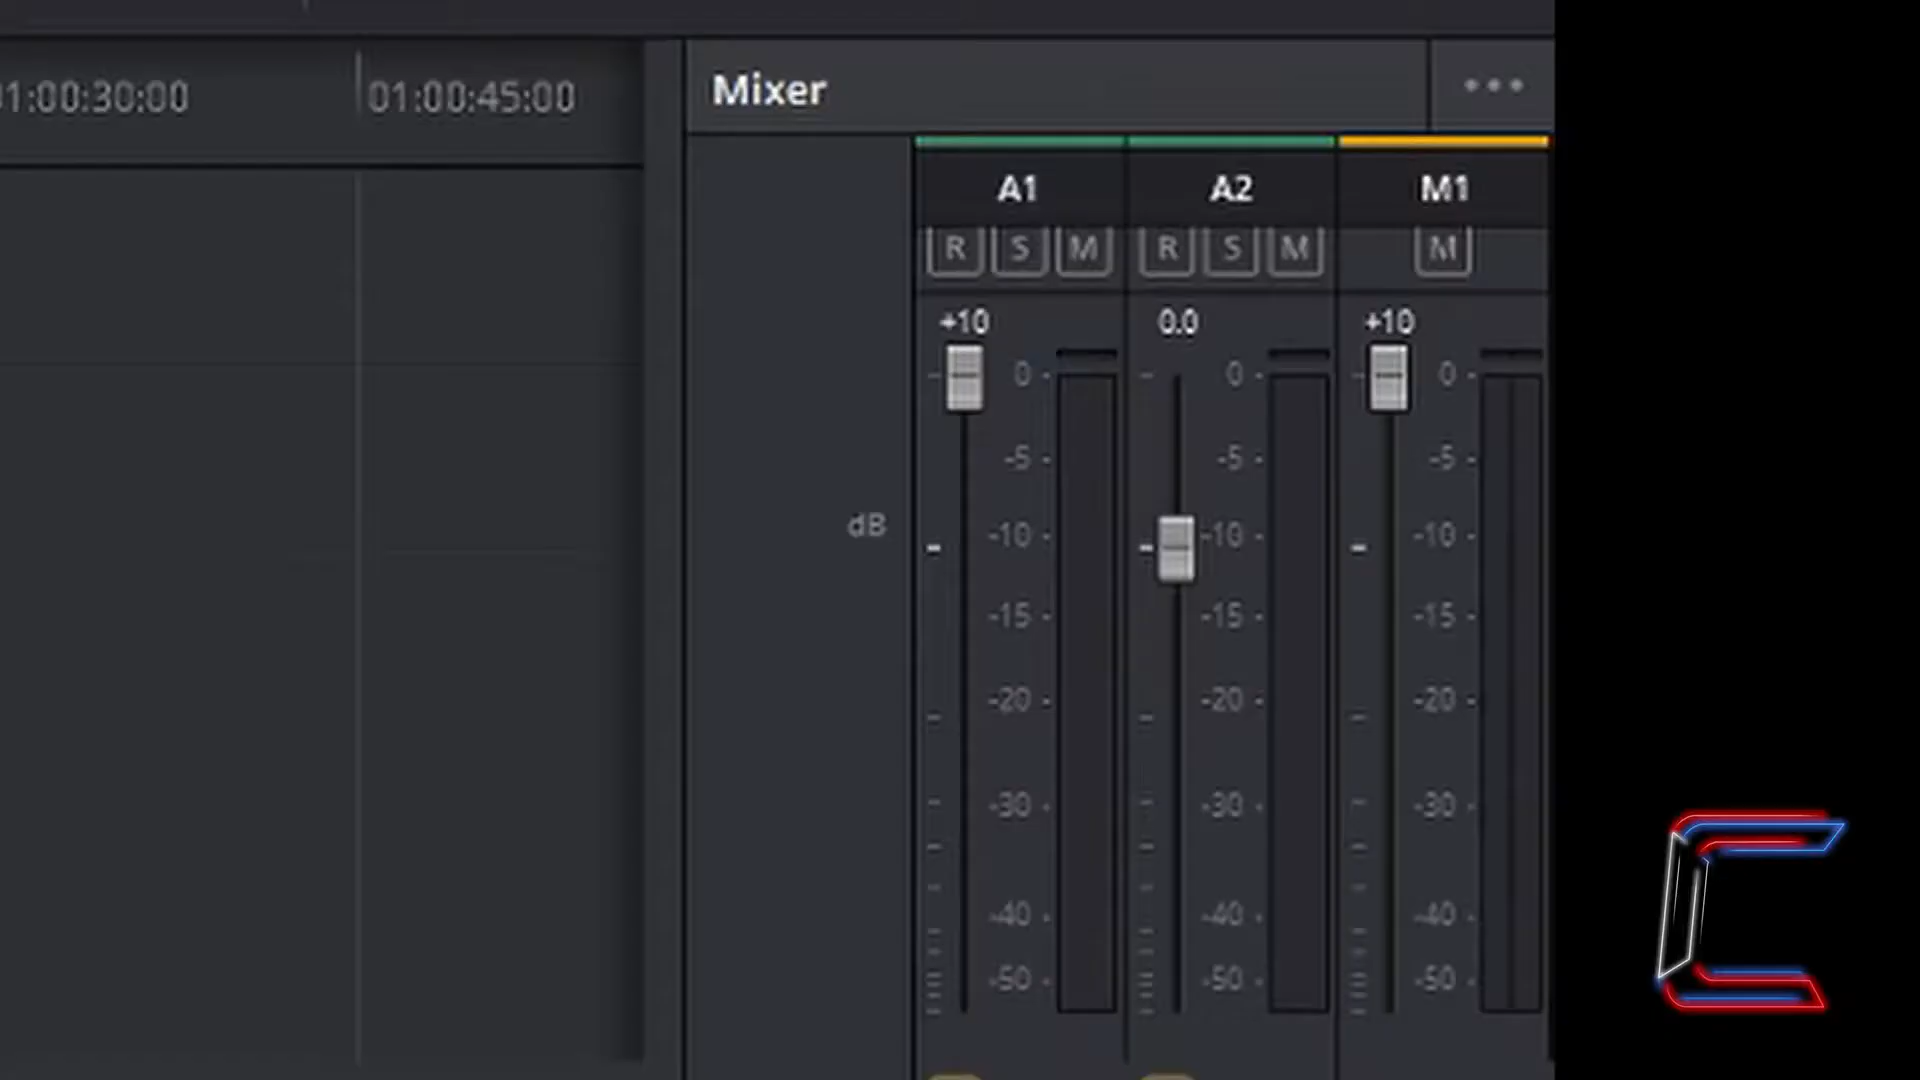 01:00:30:00 01:00:45:00
Mixer
A1 A2 M1
R S M R S M M
+10 0.0 +10
0 0 0
-5 -5 -5
dB
-10 -10 -10
-15 -15 -15
-20 -20 -20
-30 -30 -30
-40 -40 -40
-50 -50 -50